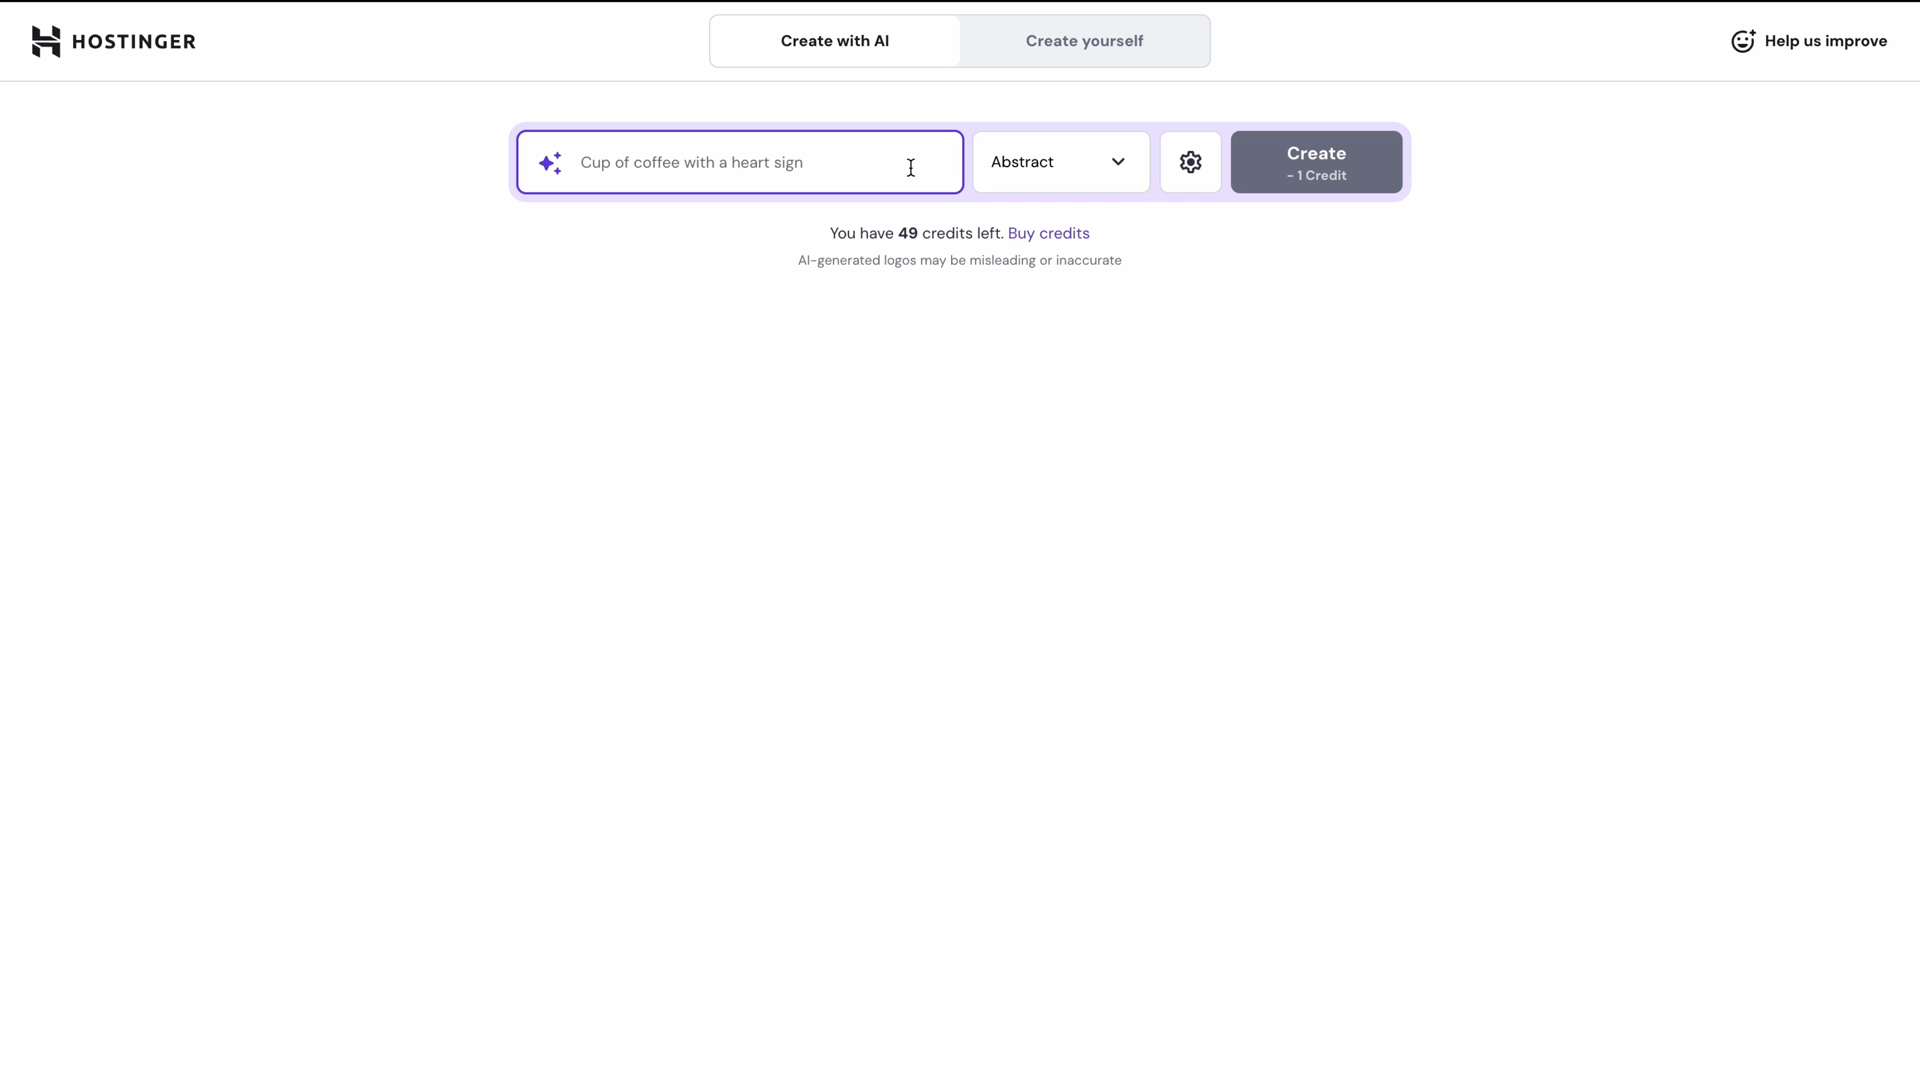 HOSTINGER
Create with AI
Create yourself
Help us improve
Cup of coffee with a heart sign
Abstract
Create
- 1 Credit
You have 49 credits left. Buy credits
AI-generated logos may be misleading or inaccurate